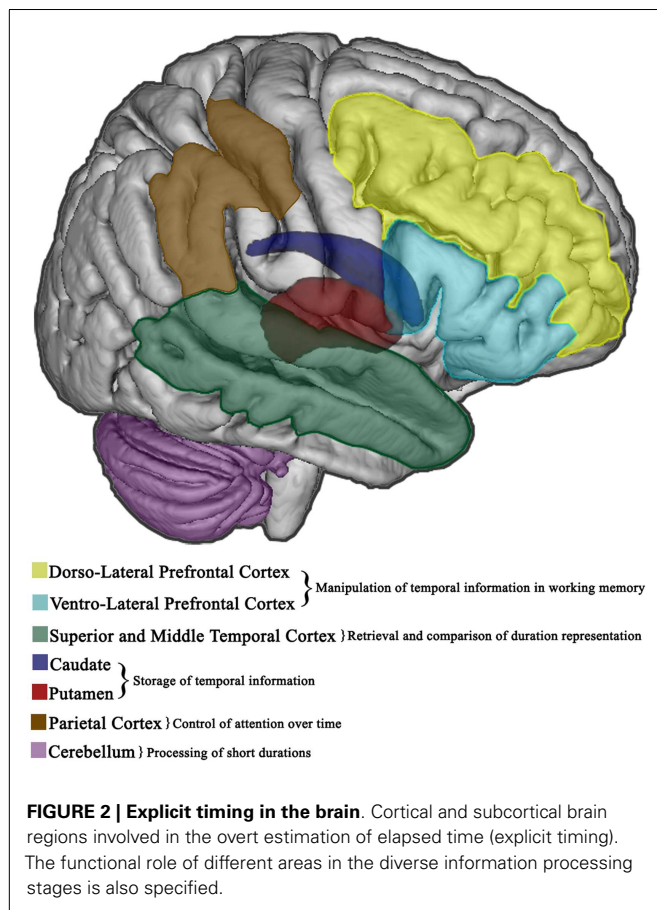 Dorso-Lateral Prefrontal Cortex
} Manipulation of temporal information in working memory
Ventro-Lateral Prefrontal Cortex
Superior and Middle Temporal Cortex } Retrieval and comparison of duration representation
Caudate
} Storage of temporal information
Putamen
Parietal Cortex } Control of attention over time
Cerebellum } Processing of short durations
FIGURE 2 | Explicit timing in the brain. Cortical and subcortical brain
regions involved in the overt estimation of elapsed time (explicit timing).
The functional role of different areas in the diverse information processing
stages is also specified.